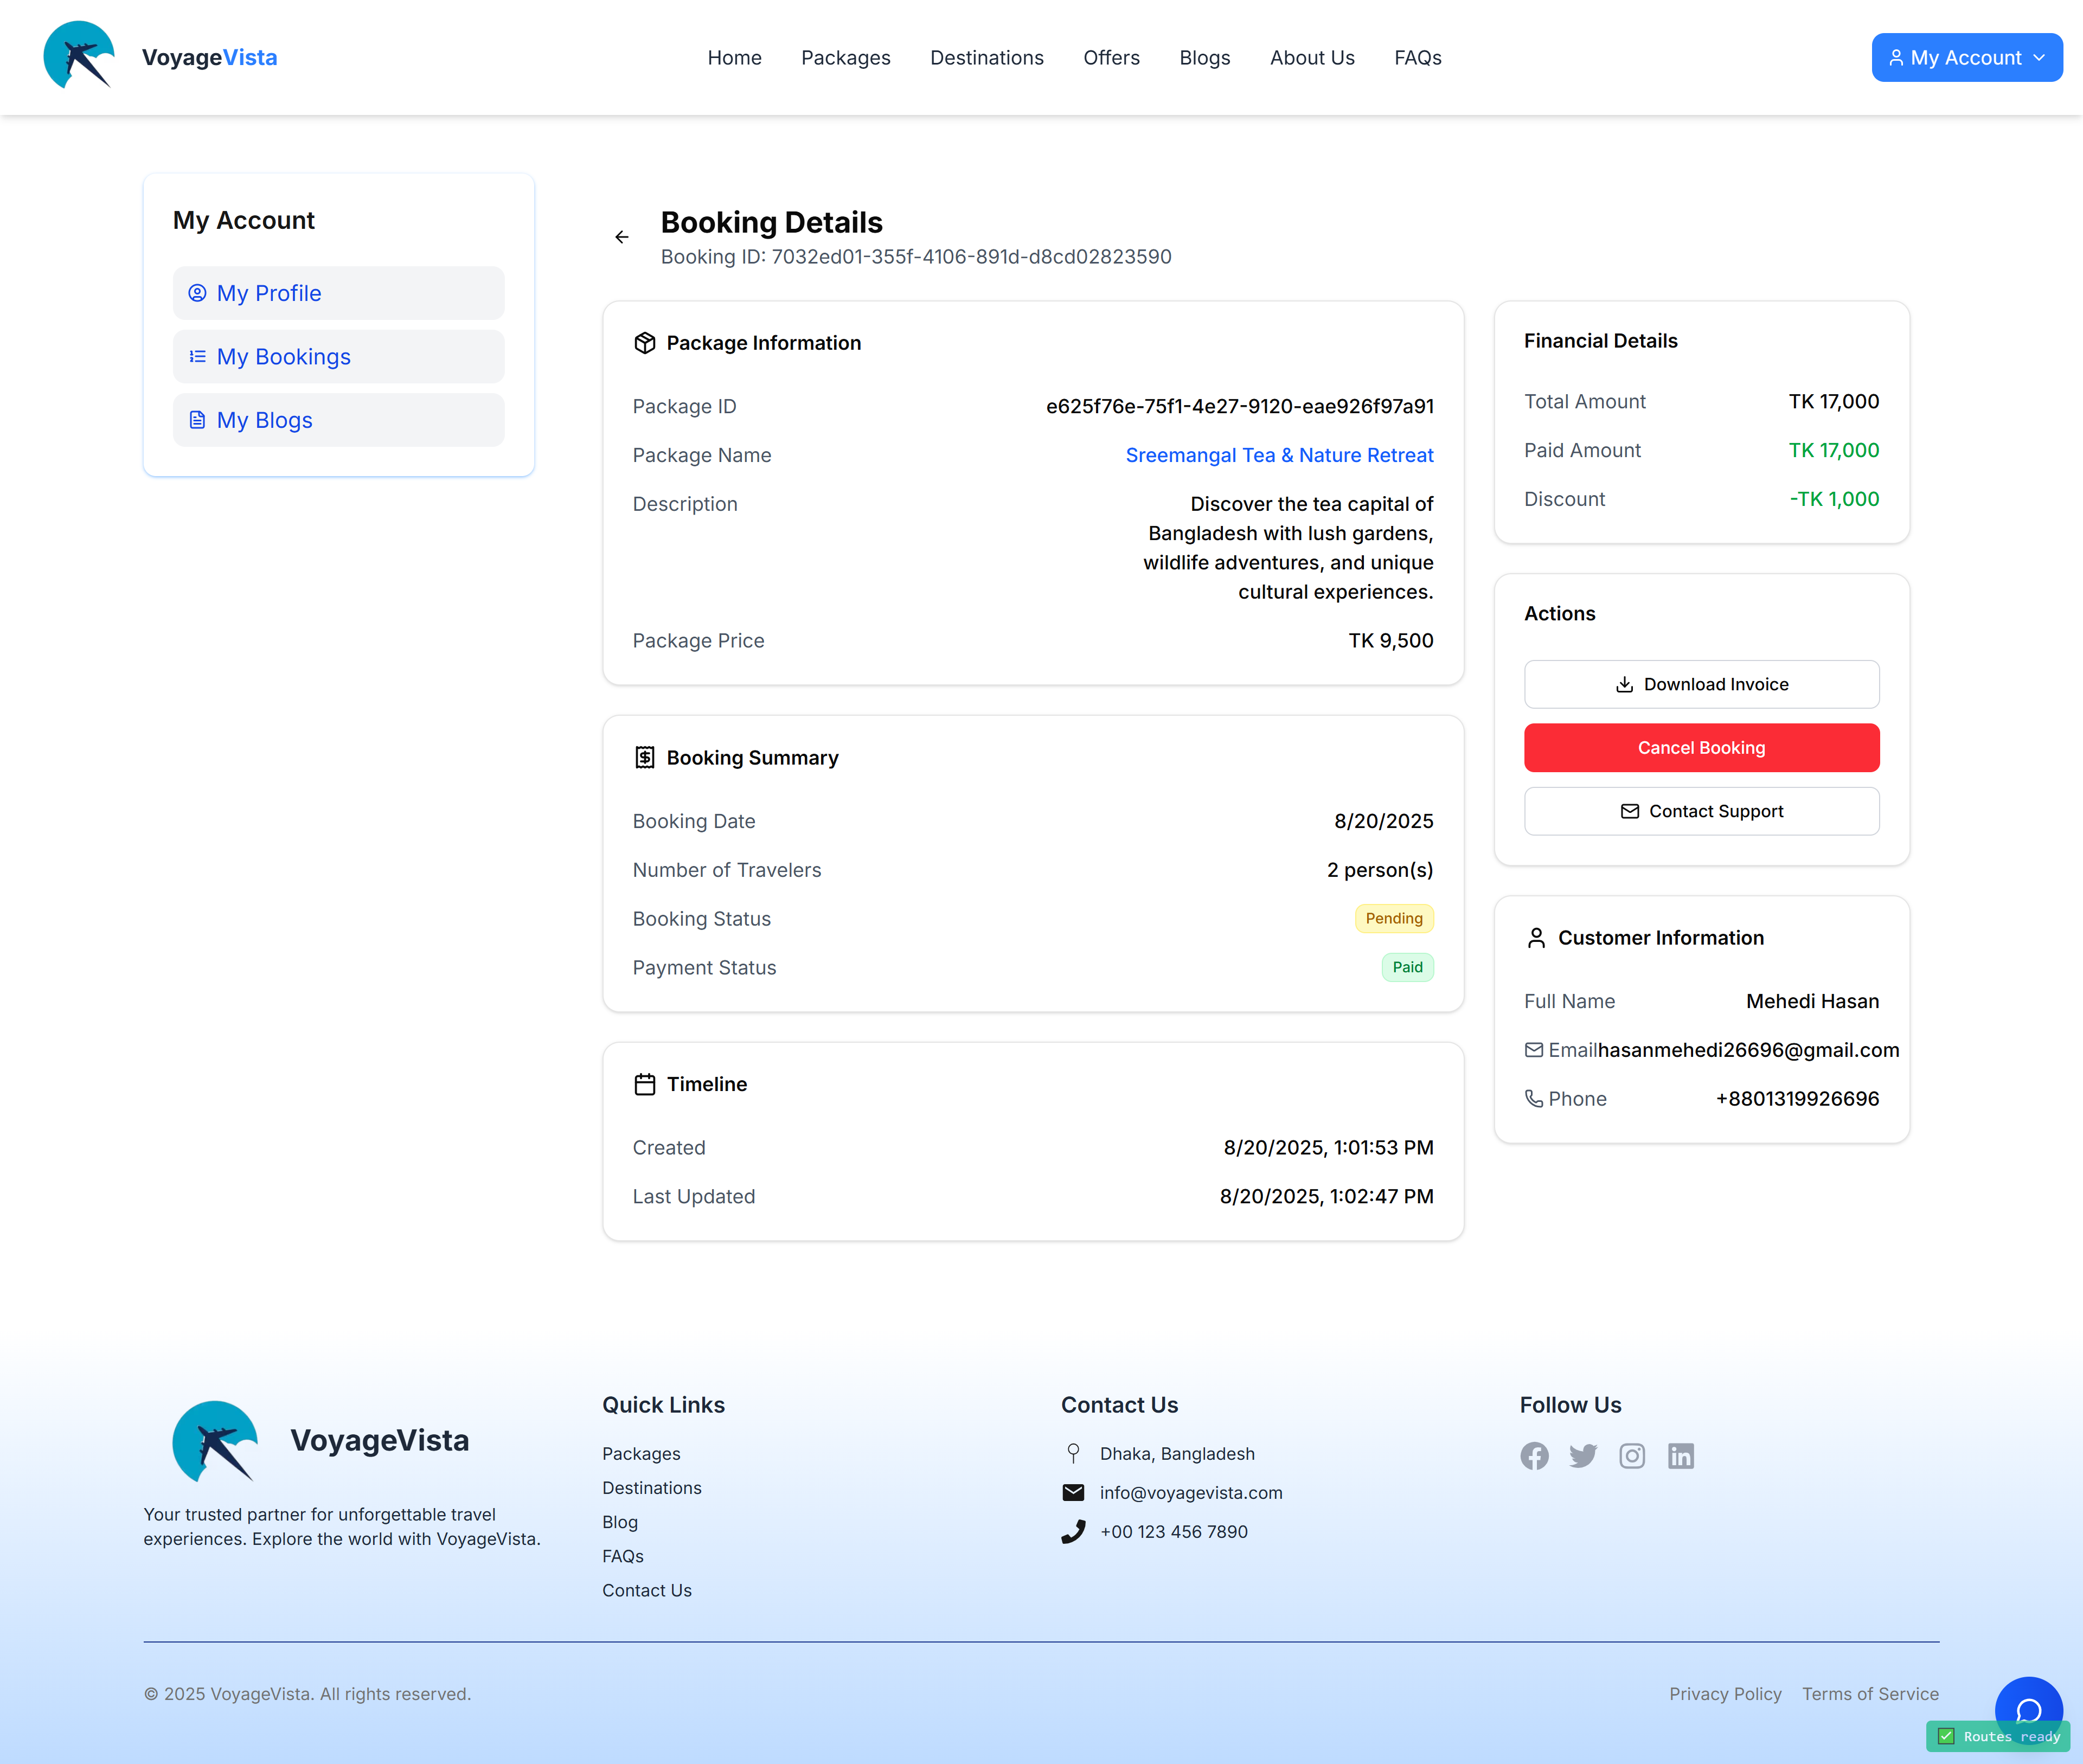 VoyageVista
Home
Packages
Destinations
Offers
Blogs
About Us
FAQs
My Account
My Account
My Profile
My Bookings
My Blogs
Booking Details
Booking ID: 7032ed01-355f-4106-891d-d8cd02823590
Package Information
Package ID
e625f76e-75f1-4e27-9120-eae926f97a91
Package Name
Sreemangal Tea & Nature Retreat
Description
Discover the tea capital of
Bangladesh with lush gardens,
wildlife adventures, and unique
cultural experiences.
Package Price
TK 9,500
Booking Summary
Booking Date
8/20/2025
Number of Travelers
2 person(s)
Booking Status
Pending
Payment Status
Paid
Timeline
Created
8/20/2025, 1:01:53 PM
Last Updated
8/20/2025, 1:02:47 PM
Financial Details
Total Amount
TK 17,000
Paid Amount
TK 17,000
Discount
-TK 1,000
Actions
Download Invoice
Cancel Booking
Contact Support
Customer Information
Full Name
Mehedi Hasan
Email
hasanmehedi26696@gmail.com
Phone
+8801319926696
VoyageVista
Your trusted partner for unforgettable travel
experiences. Explore the world with VoyageVista.
Quick Links
Packages
Destinations
Blog
FAQs
Contact Us
Contact Us
Dhaka, Bangladesh
info@voyagevista.com
+00 123 456 7890
Follow Us
© 2025 VoyageVista. All rights reserved.
Privacy Policy
Terms of Service
Routes ready